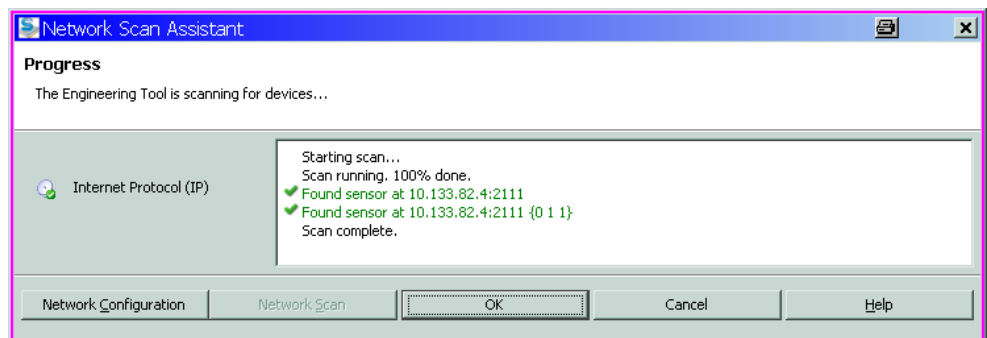 Network Scan Assistant
Progress
The Engineering Tool is scanning for devices...
Internet Protocol (IP)
Starting scan...
Scan running. 100% done.
Found sensor at 10.133.82.4:2111
Found sensor at 10.133.82.4:2111 {0 1 1}
Scan complete.
Network Configuration
Network Scan
OK
Cancel
Help